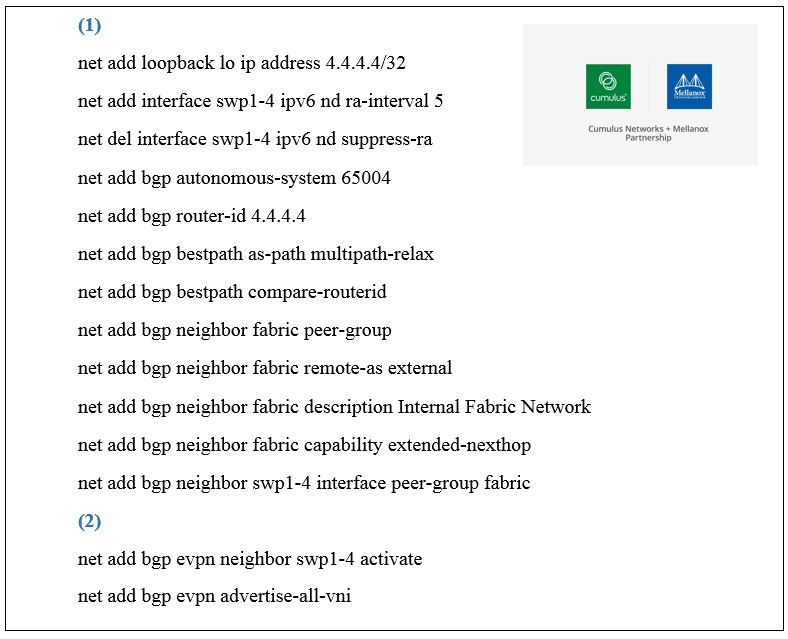 (1)
net add loopback lo ip address 4.4.4.4/32
net add interface swp1-4 ipv6 nd ra-interval 5
net del interface swp1-4 ipv6 nd suppress-ra
net add bgp autonomous-system 65004
net add bgp router-id 4.4.4.4
net add bgp bestpath as-path multipath-relax
net add bgp bestpath compare-routerid
net add bgp neighbor fabric peer-group
net add bgp neighbor fabric remote-as external
net add bgp neighbor fabric description Internal Fabric Network
net add bgp neighbor fabric capability extended-nexthop
net add bgp neighbor swp1-4 interface peer-group fabric
(2)
net add bgp evpn neighbor swp1-4 activate
net add bgp evpn advertise-all-vni
cumulus
Mellanox
TECHNOLOGIES
Cumulus Networks + Mellanox
Partnership